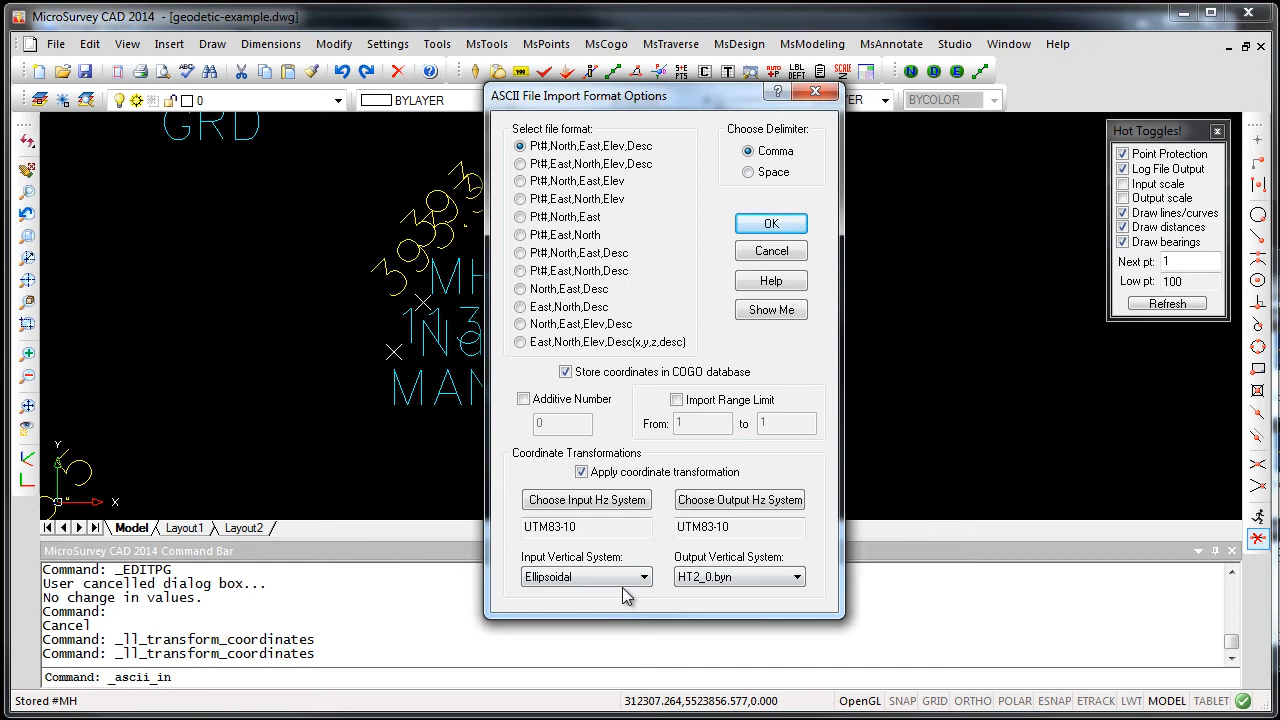 MicroSurvey CAD 2014 - [geodetic-example.dwg]
File Edit View Insert Draw Dimensions Modify Settings Tools MsTools MsPoints MsCogo MsTraverse MsDesign MsModeling MsAnnotate Studio Window Help
0 BYLAYER BYCOLOR
GRD
MH
MAN
ASCII File Import Format Options
Select file format:
Pt#,North,East,Elev,Desc
Pt#,East,North,Elev,Desc
Pt#,North,East,Elev
Pt#,East,North,Elev
Pt#,North,East
Pt#,East,North
Pt#,North,East,Desc
Pt#,East,North,Desc
North,East,Desc
East,North,Desc
North,East,Elev,Desc
East,North,Elev,Desc(x,y,z,desc)
Choose Delimiter:
Comma
Space
OK
Cancel
Help
Show Me
Store coordinates in COGO database
Additive Number
0
Import Range Limit
From: 1 to 1
Coordinate Transformations
Apply coordinate transformation
Choose Input Hz System Choose Output Hz System
UTM83-10 UTM83-10
Input Vertical System: Output Vertical System:
Ellipsoidal HT2_0.byn
Hot Toggles!
Point Protection
Log File Output
Input scale
Output scale
Draw lines/curves
Draw distances
Draw bearings
Next pt: 1
Low pt: 100
Refresh
Y
X
Model Layout1 Layout2
MicroSurvey CAD 2014 Command Bar
Command: _EDITPG
User cancelled dialog box...
No change in values.
Command:
Cancel
Command: _ll_transform_coordinates
Command: _ll_transform_coordinates
Command: _ascii_in
Stored #MH 312307.264,5523856.577,0.000 OpenGL SNAP GRID ORTHO POLAR ESNAP ETRACK LWT MODEL TABLET